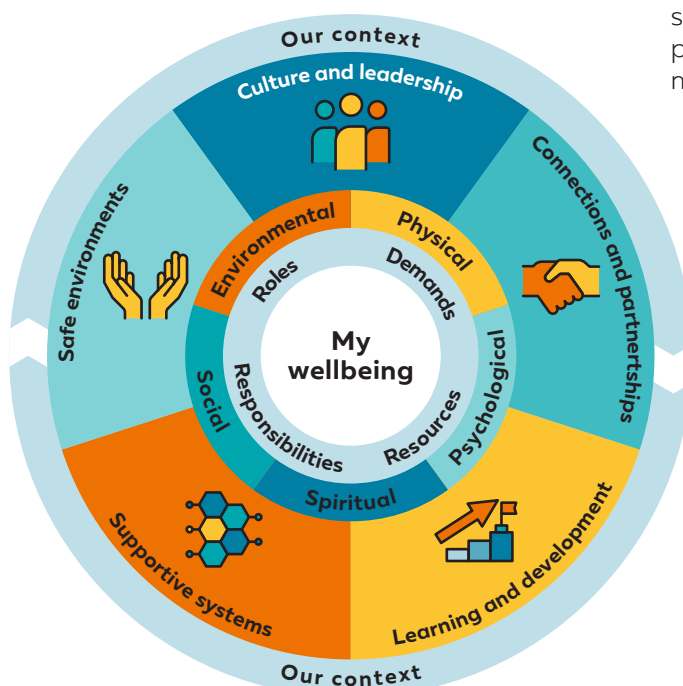 Our context
Culture and leadership
Connections and partnertships
Learning and development
Supportive systems
Safe environments
Environmental
Physical
Psychological
Spiritual
Social
Roles
Demands
Resources
Responsibilities
My
wellbeing
Our context
s
p
n